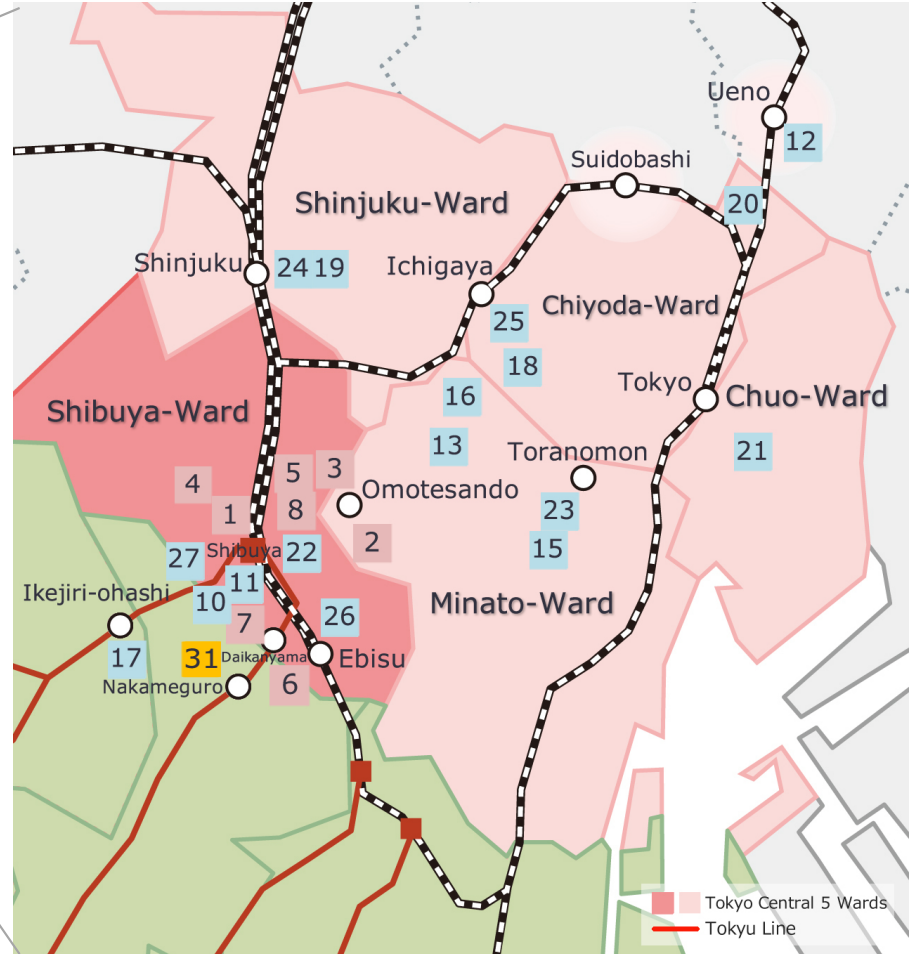 Ueno
12
Suidobashi
20
Shinjuku-Ward
Shinjuku
24 19
Ichigaya
25
Chiyoda-Ward
18
Tokyo
Chuo-Ward
16
Shibuya-Ward
13
21
Toranomon
5
3
4
Omotesando
8
1
23
2
15
Shibuya
22
27
11
10
Ikejiri-ohashi
Minato-Ward
7
26
17
31
Daikanyama
Ebisu
Nakameguro
6
Tokyo Central 5 Wards
Tokyu Line